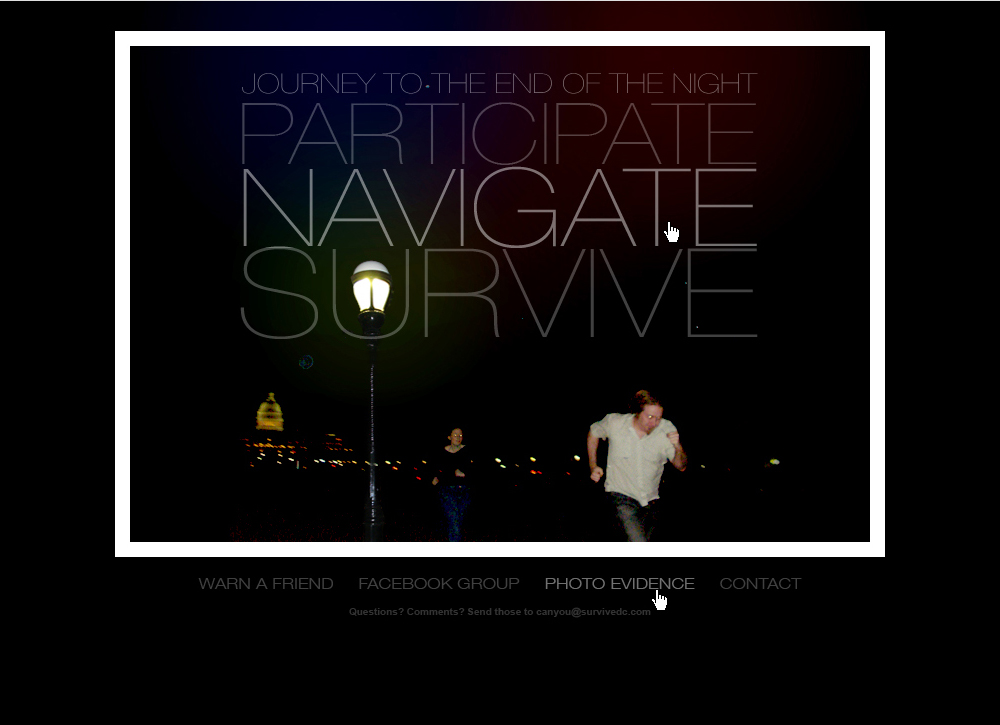 JOURNEY TO THE END OF THE NIGHT
PARTICIPATE
NAVIGATE
SURVIVE
WARN A FRIEND FACEBOOK GROUP PHOTO EVIDENCE CONTACT
Questions? Comments? Send those to canyou@survivedc.com